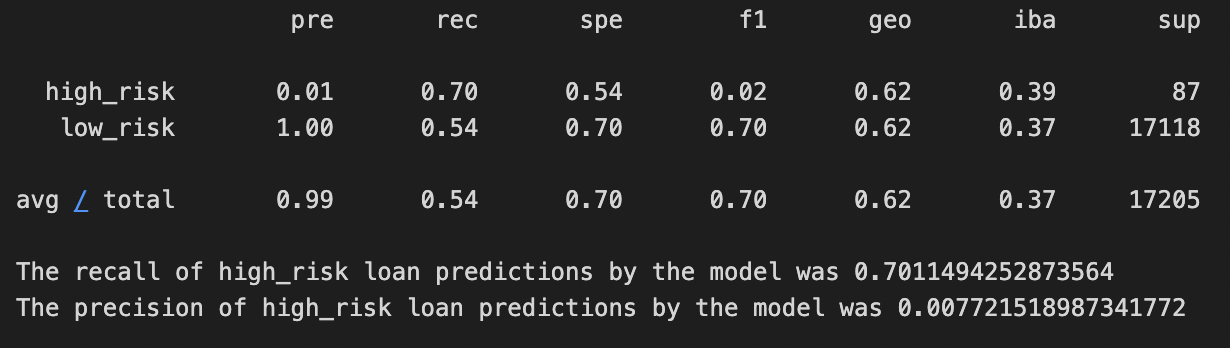 pre rec spe f1 geo iba sup
high_risk 0.01 0.70 0.54 0.02 0.62 0.39 87
low_risk 1.00 0.54 0.70 0.70 0.62 0.37 17118
avg / total 0.99 0.54 0.70 0.70 0.62 0.37 17205
The recall of high_risk loan predictions by the model was 0.7011494252873564
The precision of high_risk loan predictions by the model was 0.007721518987341772